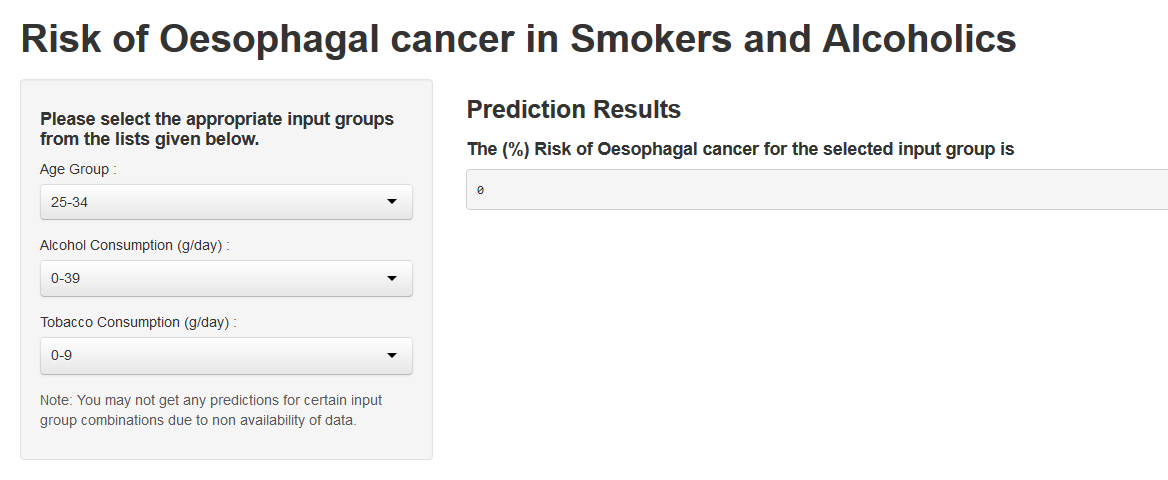 Risk of Oesophagal cancer in Smokers and Alcoholics
Please select the appropriate input groups
from the lists given below.
Age Group :
25-34
Alcohol Consumption (g/day) :
0-39
Tobacco Consumption (g/day) :
0-9
Note: You may not get any predictions for certain input
group combinations due to non availability of data.
Prediction Results
The (%) Risk of Oesophagal cancer for the selected input group is
0